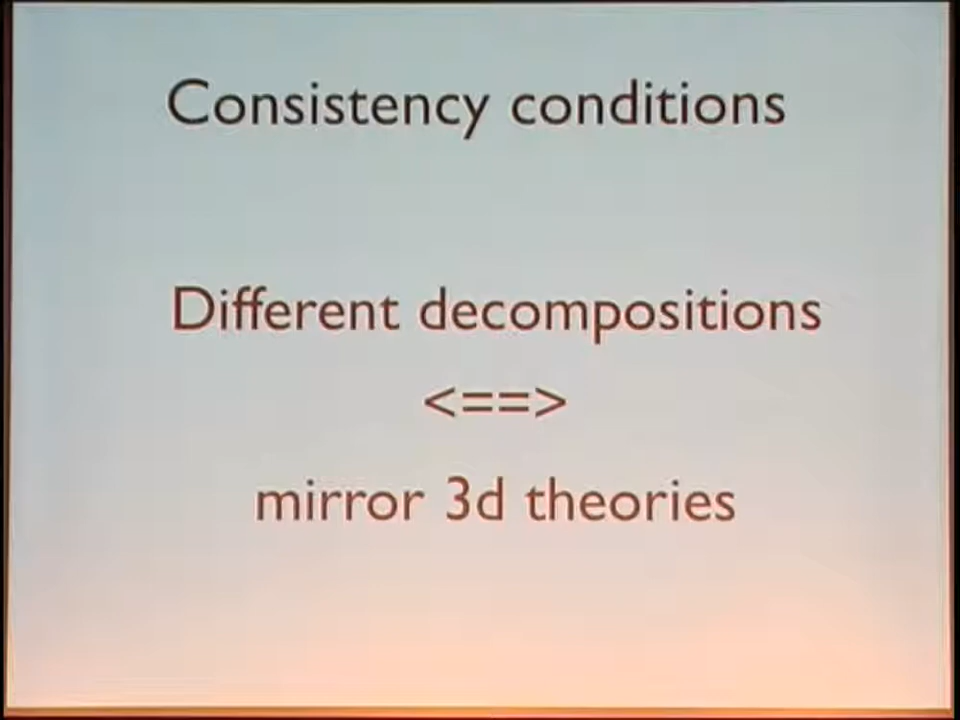 Consistency conditions
Different decompositions
<==>
mirror 3d theories